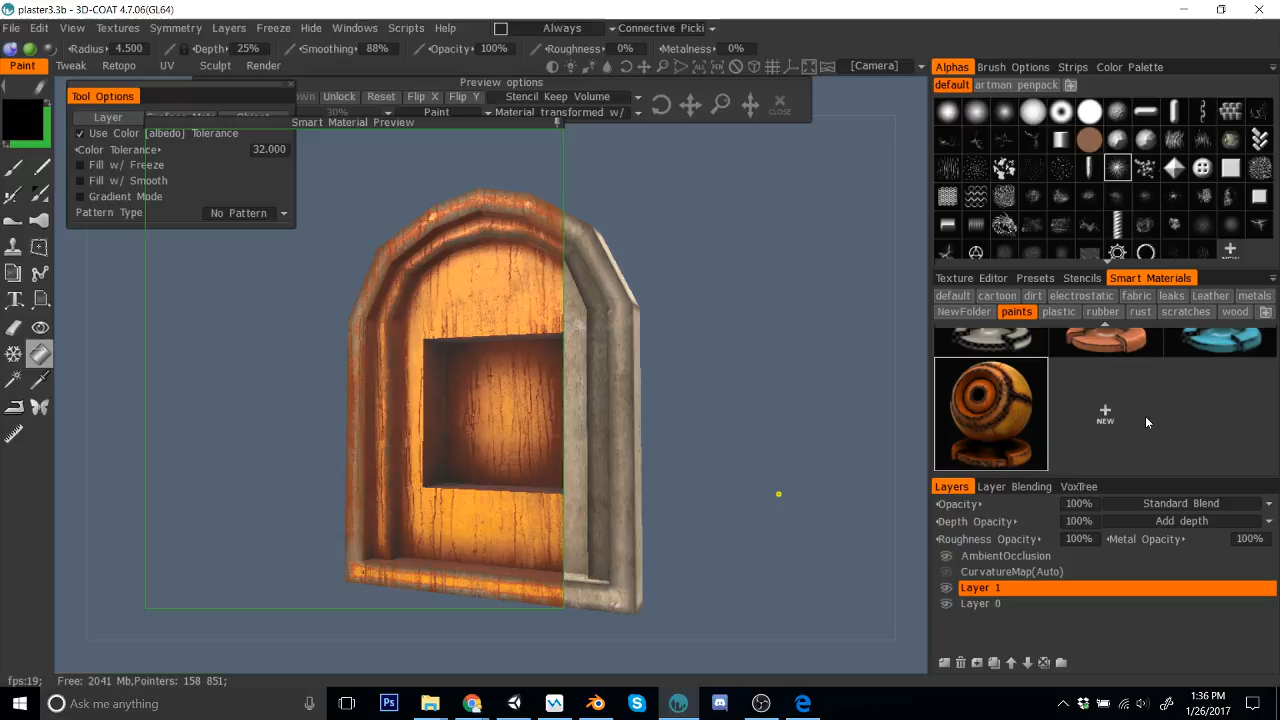 plaster3.3b - 3D-COAT 4.7.06(GL64)
File Edit View Textures Symmetry Layers Freeze Hide Windows Scripts Help Always Connective Picki
Radius 4.500 Depth 25% Smoothing 88% Opacity 100% Roughness 0% Metalness 0%
Paint Tweak Retopo UV Sculpt Render [Camera] Alphas Brush Options Strips Color Palette
default artman penpack
Preview options
Tool Options Unlock Reset Flip X Flip Y Stencil Keep Volume
30% Paint Material transformed w/ CLOSE
Layer
Smart Material Preview
Use Color [albedo] Tolerance
Color Tolerance 32.000
Fill w/ Freeze
Fill w/ Smooth
Gradient Mode
Pattern Type No Pattern
NEW
Texture Editor Presets Stencils Smart Materials
default cartoon dirt electrostatic fabric leaks Leather metals
NewFolder paints plastic rubber rust scratches wood
NEW
Layers Layer Blending VoxTree
Opacity 100% Standard Blend
Depth Opacity 100% Add depth
Roughness Opacity 100% Metal Opacity 100%
AmbientOcclusion
CurvatureMap(Auto)
Layer 1
Layer 0
fps:19; Free: 2041 Mb,Points: 158 851;
Ask me anything
Ps
1:36 PM
1/26/2017